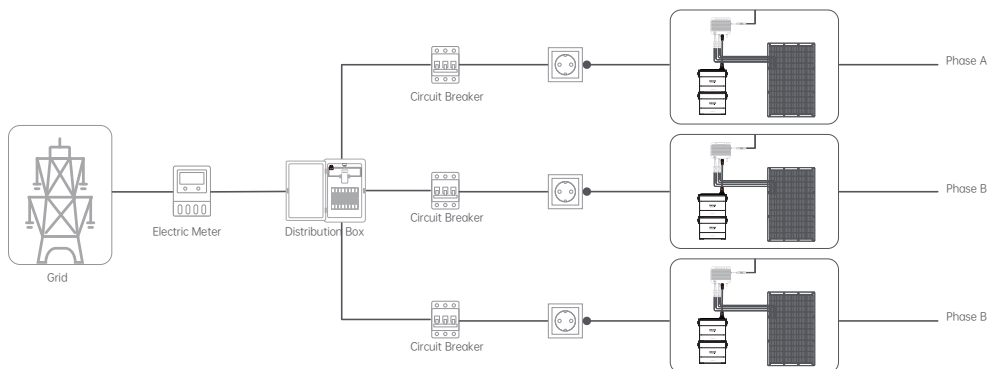 Phase A
Circuit Breaker
Phase B
Circuit Breaker
Electric Meter
Distribution Box
Grid
Phase B
Circuit Breaker